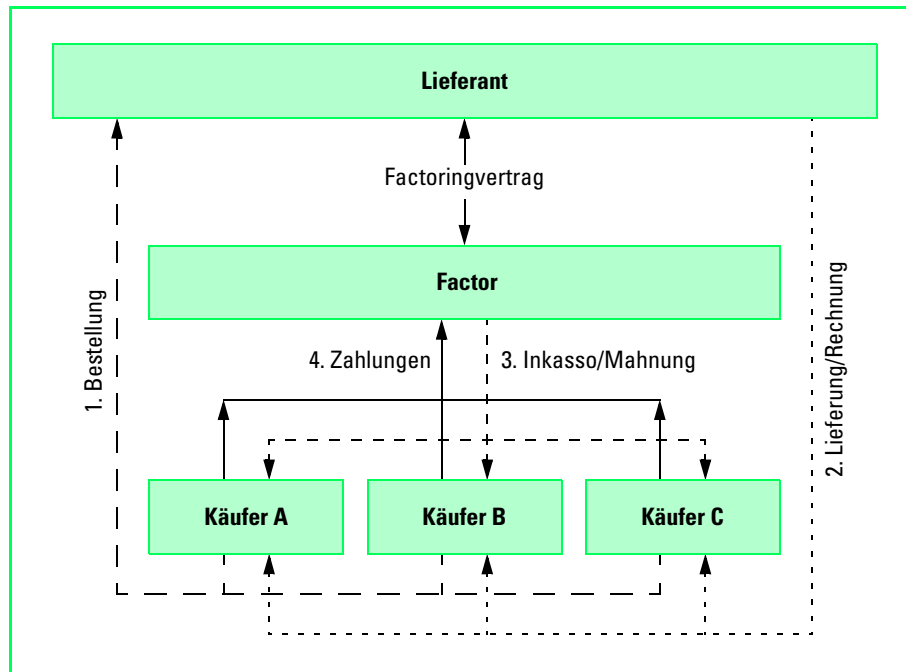 Lieferant
Factoringvertrag
Factor
1. Bestellung
4. Zahlungen
3. Inkasso/Mahnung
2. Lieferung/Rechnung
Käufer A
Käufer B
Käufer C